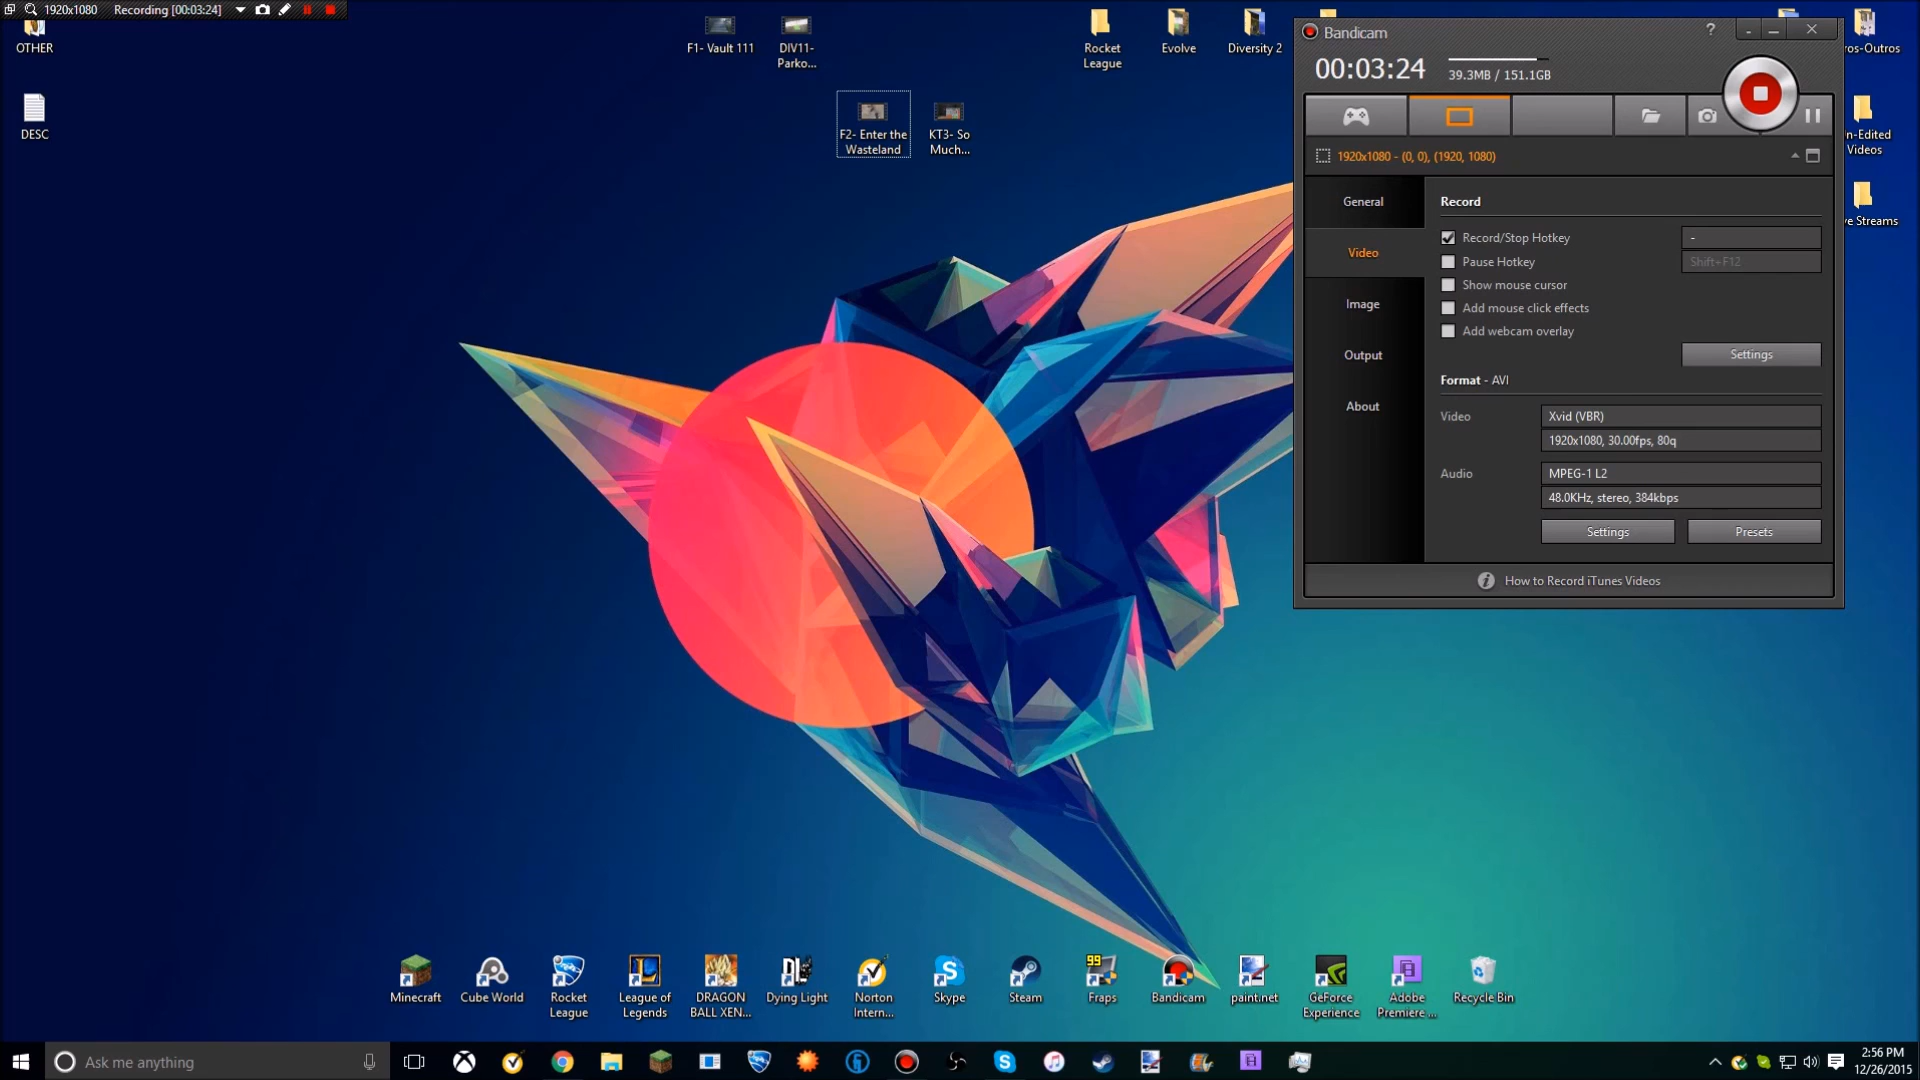 1920x1080 Recording [00:03:24]
OTHER
DESC
F1- Vault 111
DIV11-
Parko...
F2- Enter the
Wasteland
KT3- So
Much...
Rocket
League
Evolve
Diversity 2
ros-Outros
n-Edited
Videos
ve Streams
Bandicam
?
00:03:24
39.3MB / 151.1GB
1920x1080 - (0, 0), (1920, 1080)
General
Video
Image
Output
About
Record
Record/Stop Hotkey
-
Pause Hotkey
Shift+F12
Show mouse cursor
Add mouse click effects
Add webcam overlay
Settings
Format - AVI
Video
Xvid (VBR)
1920x1080, 30.00fps, 80q
Audio
MPEG-1 L2
48.0KHz, stereo, 384kbps
Settings
Presets
How to Record iTunes Videos
Minecraft
Cube World
Rocket
League
League of
Legends
DRAGON
BALL XEN...
Dying Light
Norton
Intern...
Skype
Steam
99
Fraps
Bandicam
paint.net
GeForce
Experience
Adobe
Premiere ...
Recycle Bin
Ask me anything
2:56 PM
12/26/2015